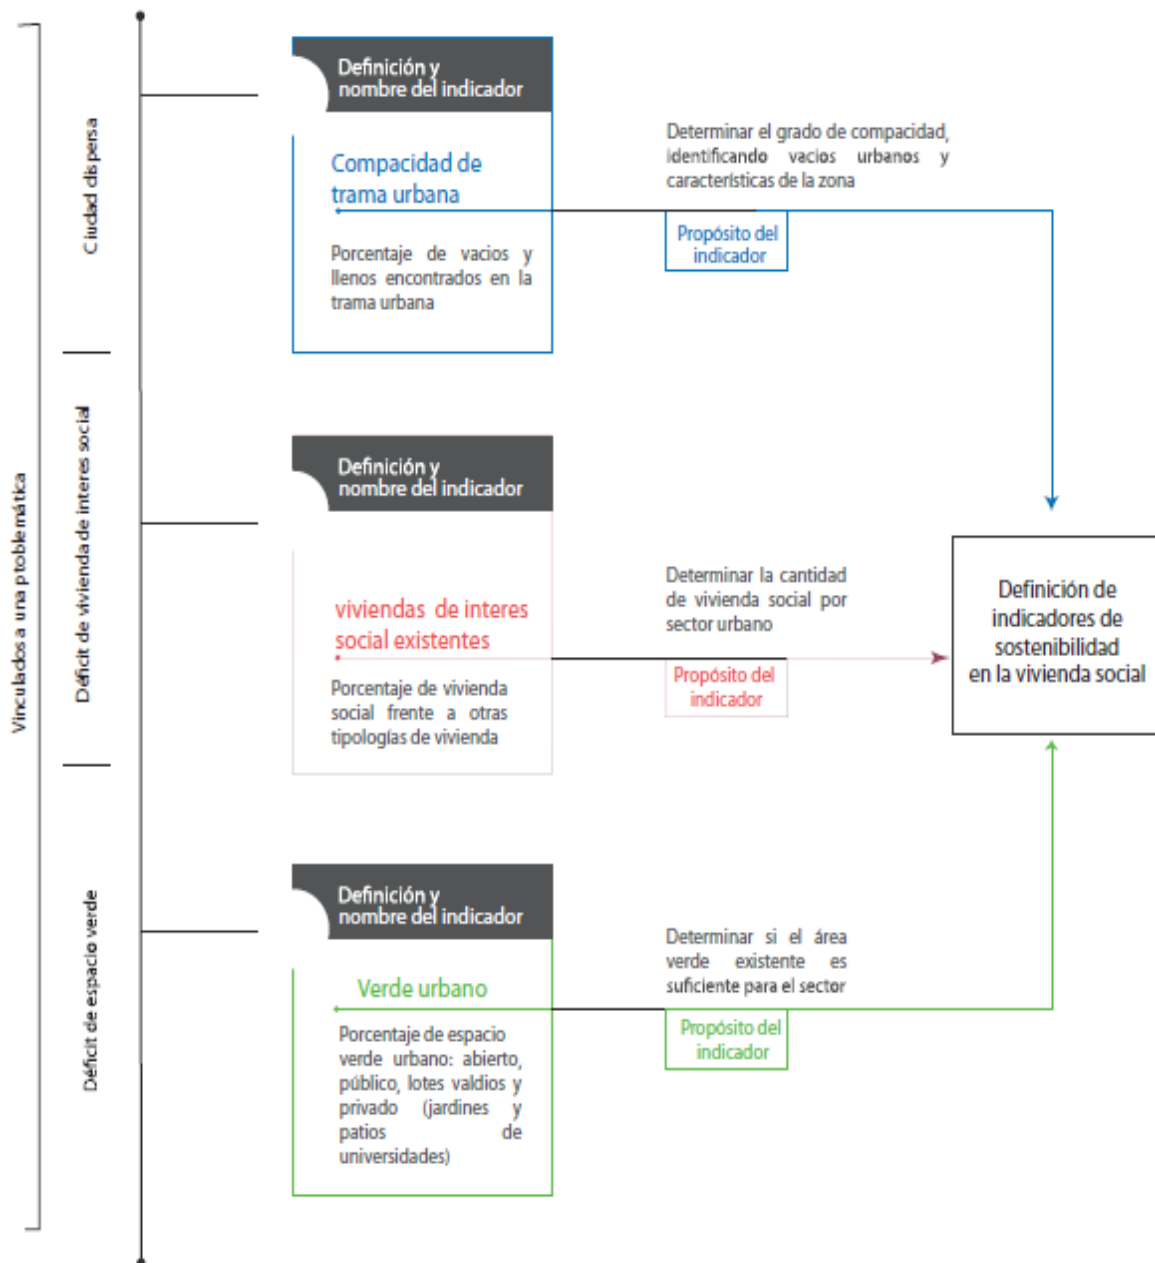 Vinculados a una ptoblemática
Ciudad dispersa
Definición y
nombre del indicador
Compacidad de
trama urbana
Porcentaje de vacios y
llenos encontrados en la
trama urbana
Determinar el grado de compacidad,
identificando vacios urbanos y
características de la zona
Propósito del
indicador
Déficit de vivienda de interes social
Definición y
nombre del indicador
viviendas de interes
social existentes
Porcentaje de vivienda
social frente a otras
tipologías de vivienda
Determinar la cantidad
de vivienda social por
sector urbano
Propósito del
indicador
Definición de
indicadores de
sostenibilidad
en la vivienda social
Déficit de espacio verde
Definición y
nombre del indicador
Verde urbano
Porcentaje de espacio
verde urbano: abierto,
público, lotes valdios y
privado (jardines y
patios de
universidades)
Determinar si el área
verde existente es
suficiente para el sector
Propósito del
indicador